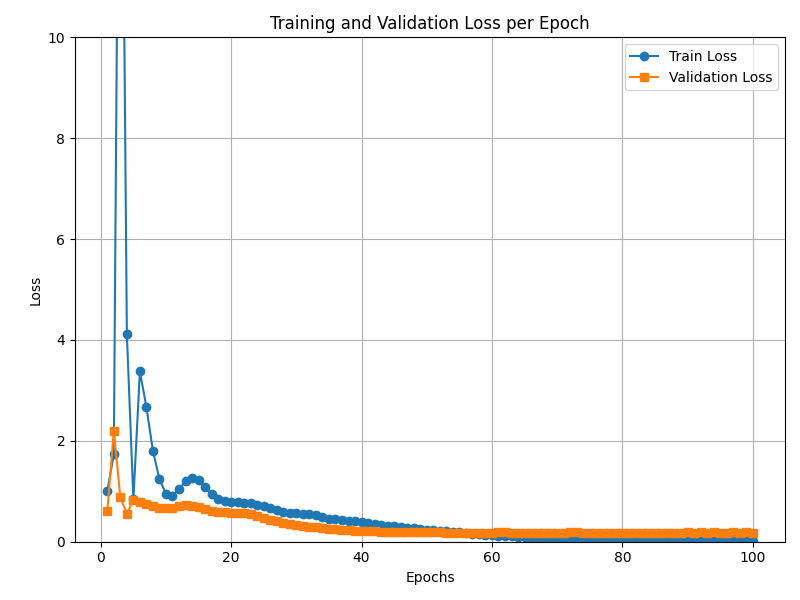 Training and Validation Loss per Epoch
Train Loss
Validation Loss
Loss
10
8
6
4
2
0
0 20 40 60 80 100
Epochs